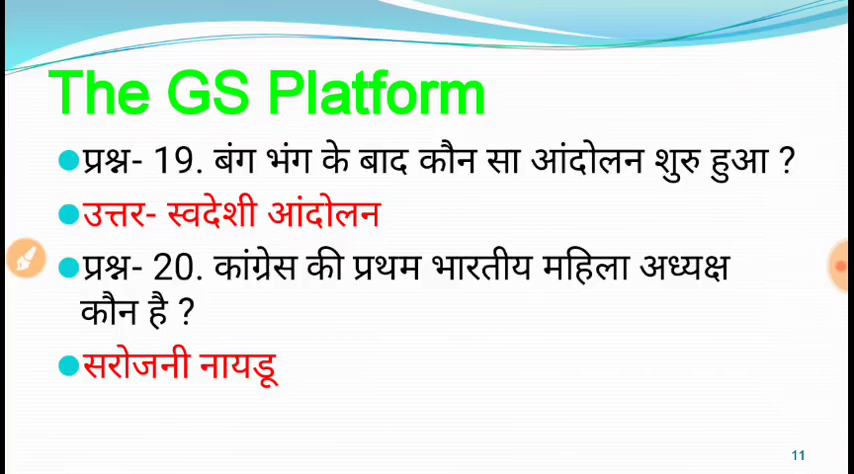 The GS Platform
प्रश्न- 19. बंग भंग के बाद कौन सा आंदोलन शुरु हुआ ?
उत्तर- स्वदेशी आंदोलन
प्रश्न- 20. कांग्रेस की प्रथम भारतीय महिला अध्यक्ष
कौन है ?
सरोजनी नायडू
11